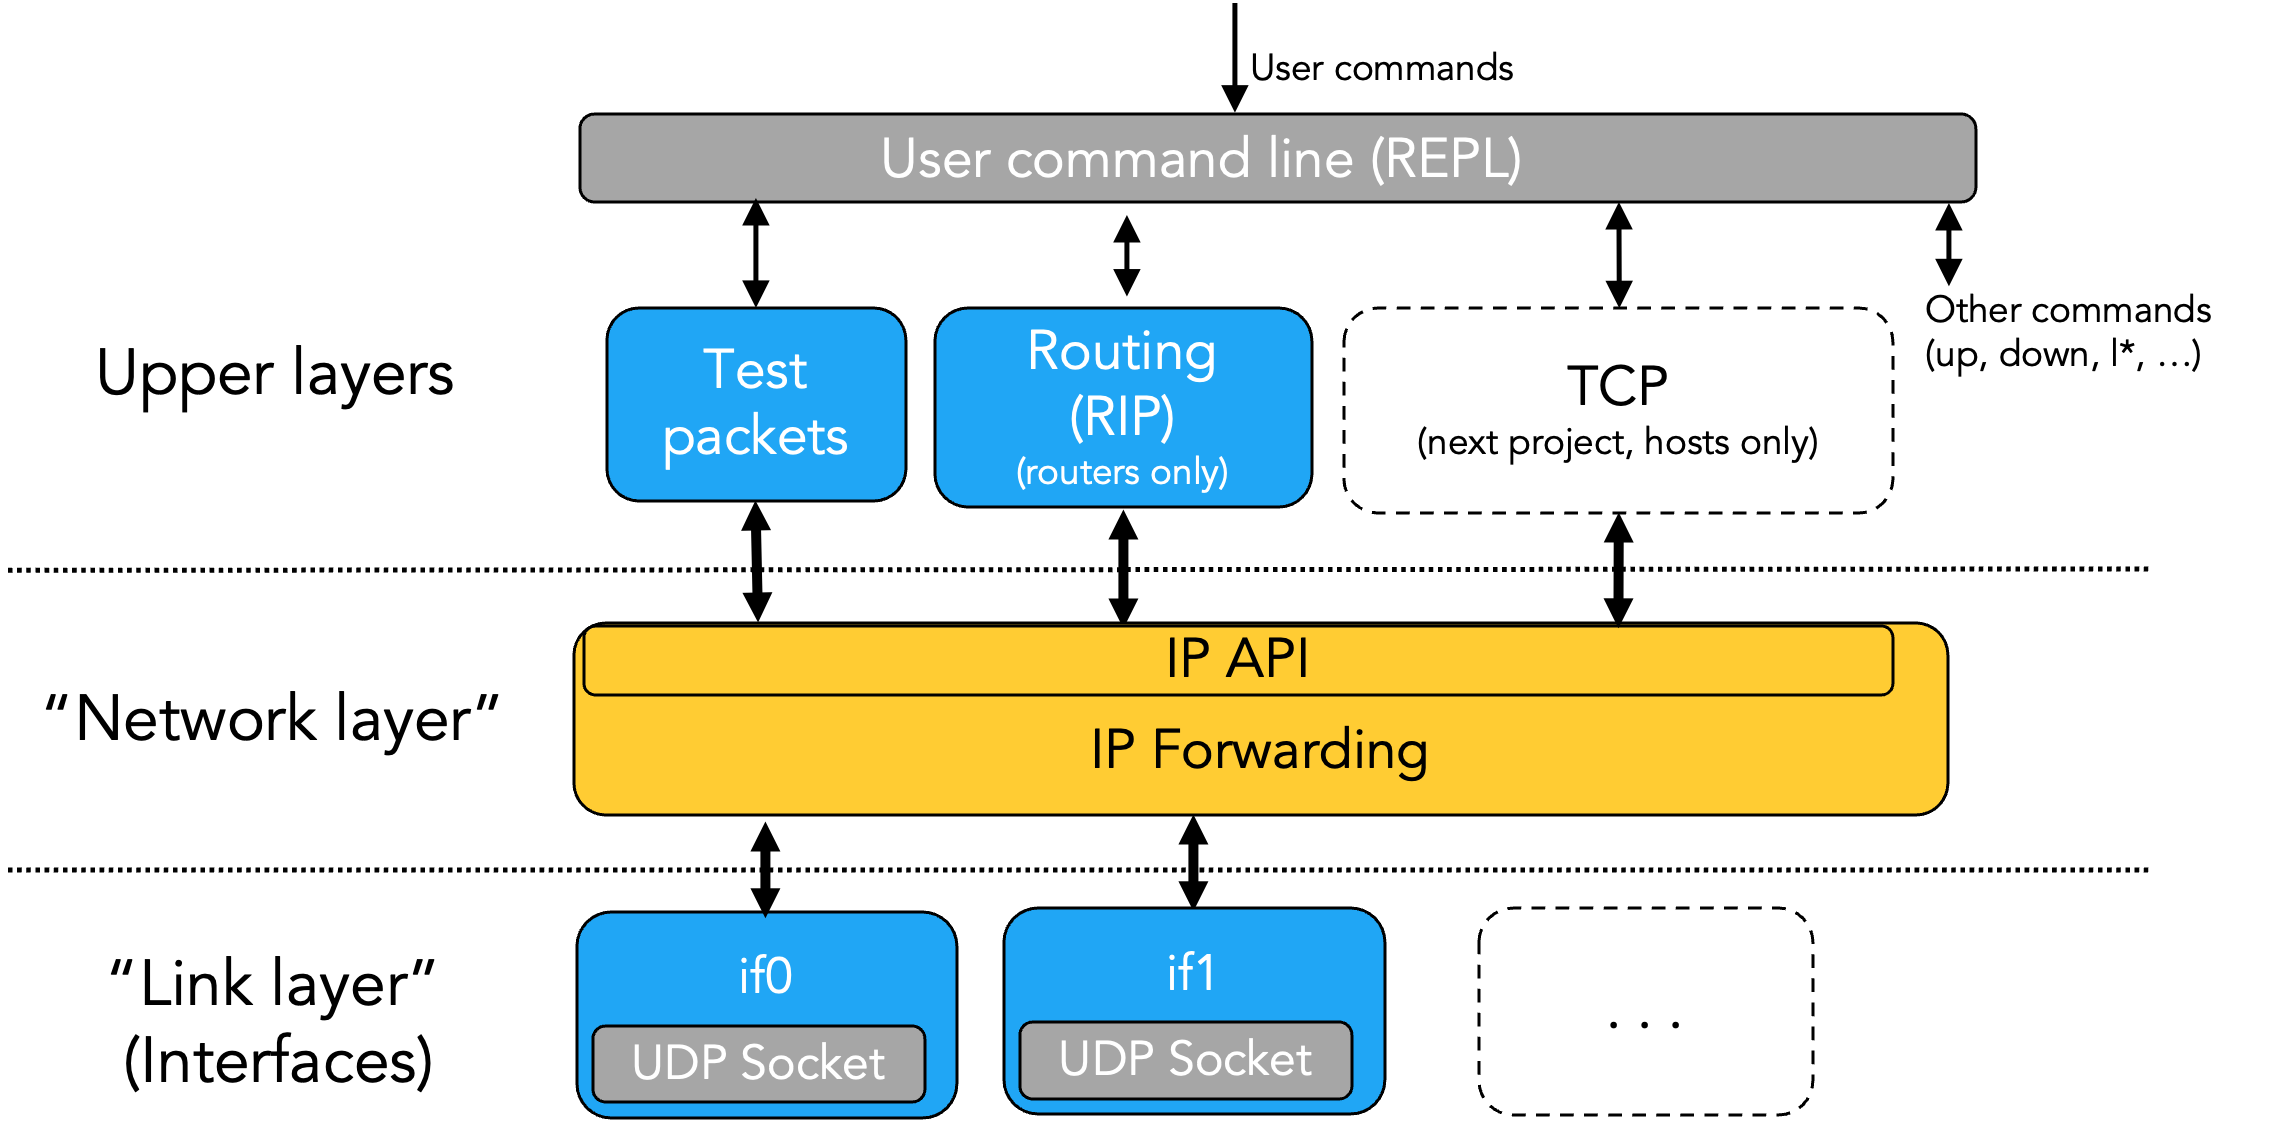 User commands
User command line (REPL)
Upper layers
Test
packets
Routing
(RIP)
(routers only)
TCP
(next project, hosts only)
Other commands
(up, down, l*, …)
“Network layer”
IP API
IP Forwarding
“Link layer”
(Interfaces)
if0
UDP Socket
if1
UDP Socket
. . .